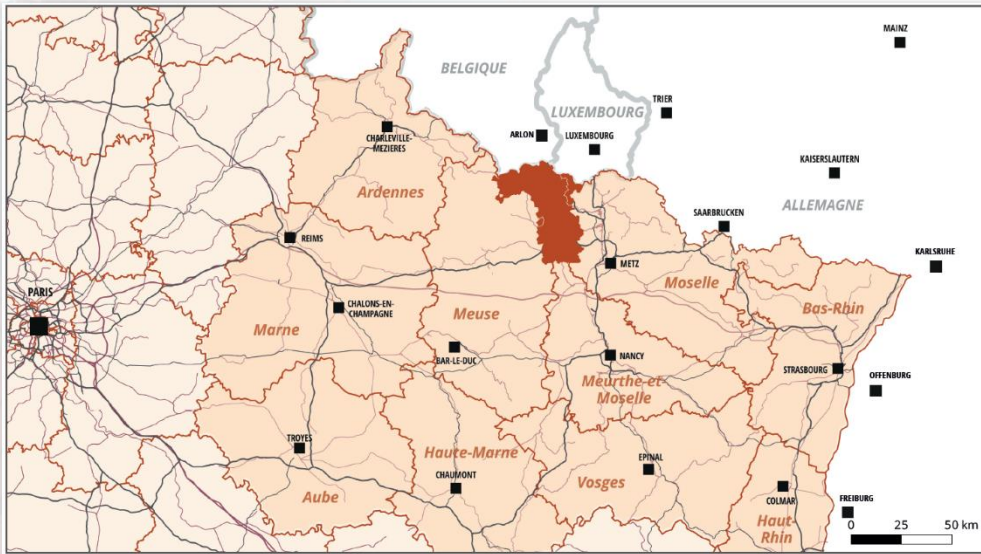 MAINZ
BELGIQUE
LUXEMBOURG
TRIER
ARLON
LUXEMBOURG
CHARLEVILLE-
MEZIERES
KAISERSLAUTERN
Ardennes
ALLEMAGNE
SAARBRUCKEN
REIMS
KARLSRUHE
METZ
PARIS
Moselle
CHALONS-EN-
CHAMPAGNE
Meuse
Bas-Rhin
Marne
BAR-LE-DUC
NANCY
STRASBOURG
OFFENBURG
Meurthe-et-
Moselle
TROYES
Haute-Marne
EPINAL
CHAUMONT
Vosges
COLMAR
Aube
FREIBURG
Haut-
Rhin
0 25 50 km